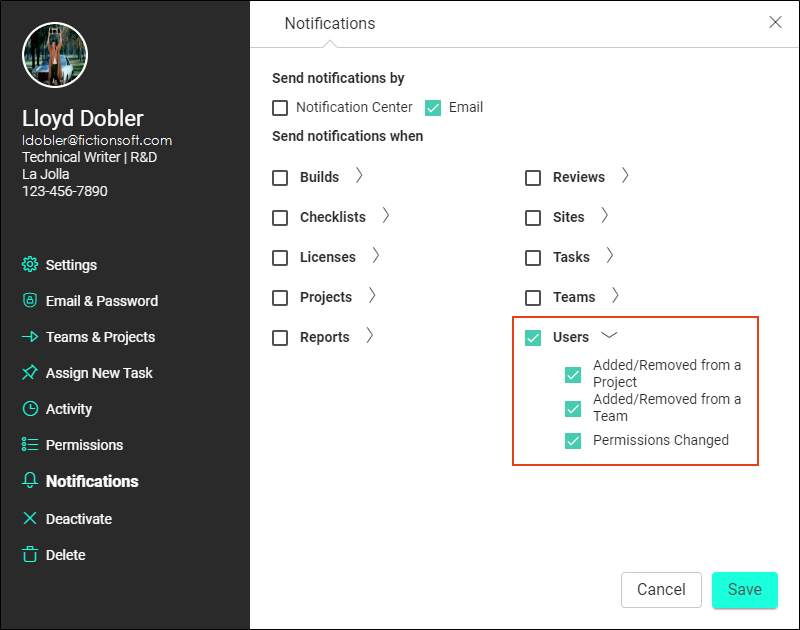 Lloyd Dobler
ldobler@fictionsoft.com
Technical Writer | R&D
La Jolla
123-456-7890
Settings
Email & Password
Teams & Projects
Assign New Task
Activity
Permissions
Notifications
Deactivate
Delete
Notifications
Send notifications by
Notification Center Email
Send notifications when
Builds
Checklists
Licenses
Projects
Reports
Reviews
Sites
Tasks
Teams
Users
Added/Removed from a
Project
Added/Removed from a
Team
Permissions Changed
Cancel Save